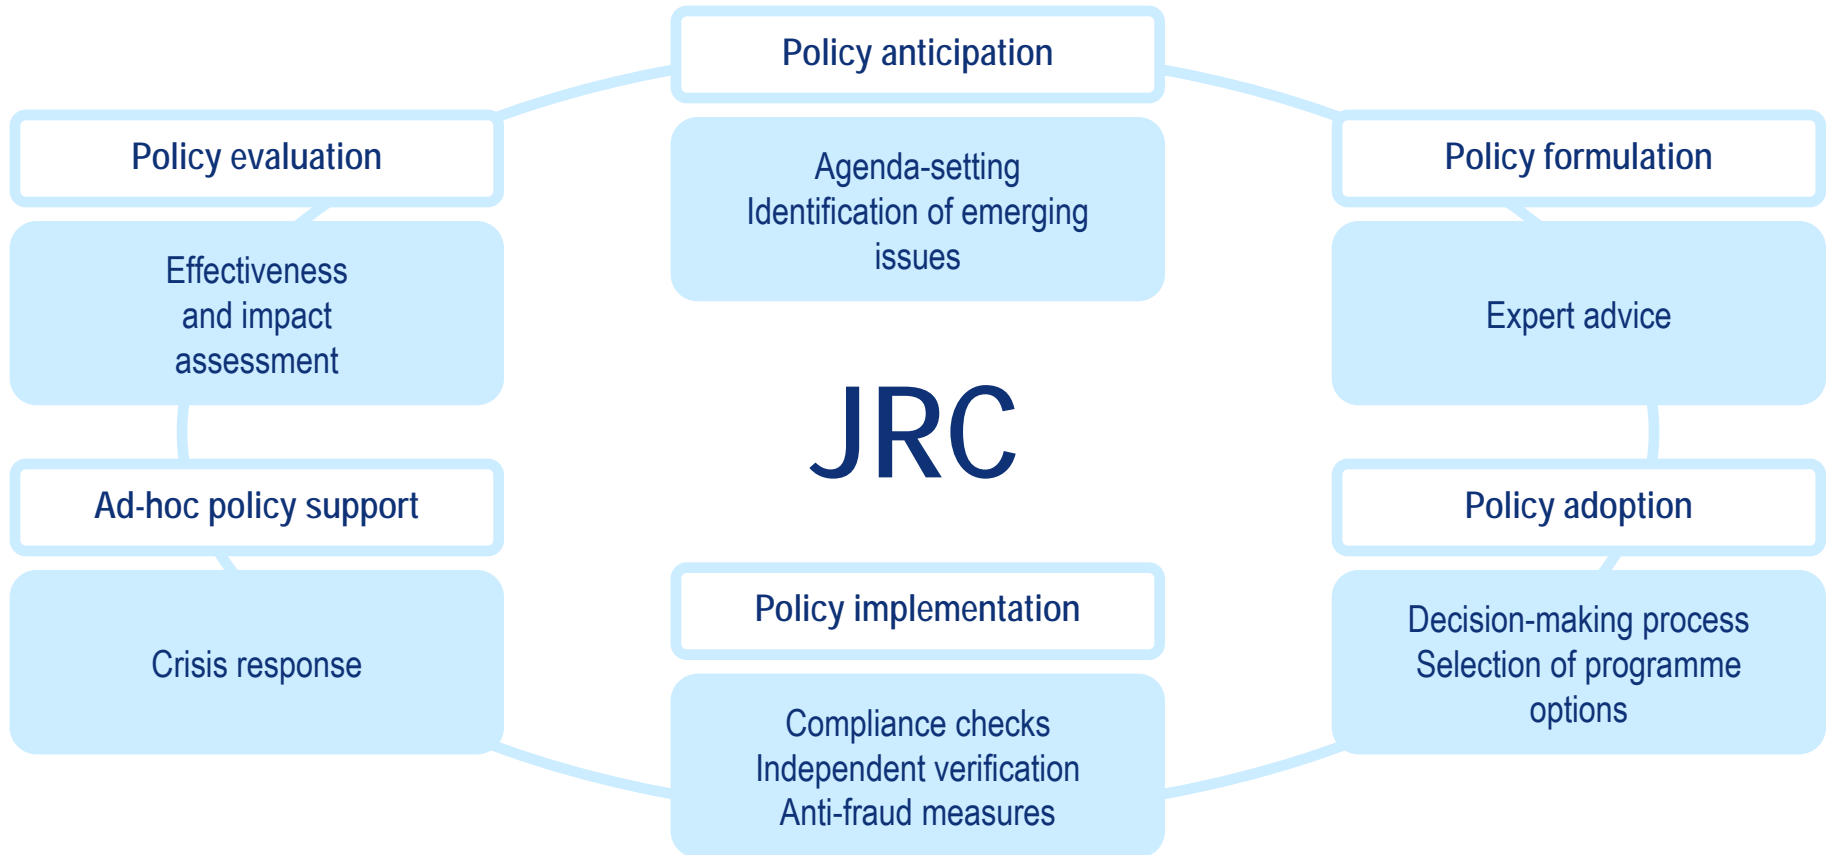 Policy anticipation
Agenda-setting
Identification of emerging
issues
Policy formulation
Expert advice
Policy adoption
Decision-making process
Selection of programme
options
Policy implementation
Compliance checks
Independent verification
Anti-fraud measures
Ad-hoc policy support
Crisis response
Policy evaluation
Effectiveness
and impact
assessment
JRC